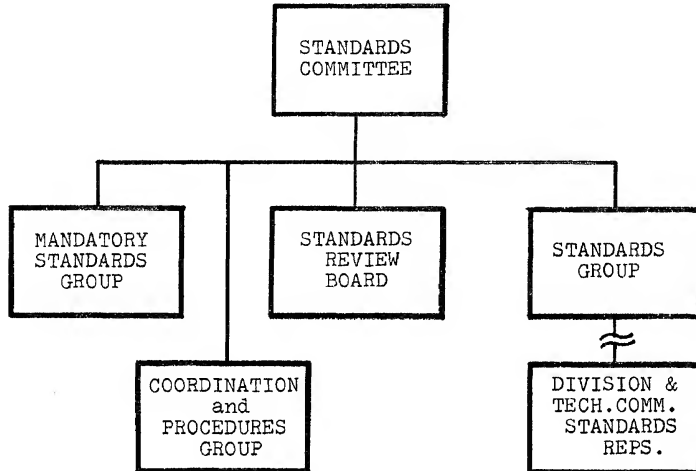 STANDARDS
COMMITTEE
MANDATORY
STANDARDS
GROUP
STANDARDS
REVIEW
BOARD
STANDARDS
GROUP
COORDINATION
and
PROCEDURES
GROUP
DIVISION &
TECH.COMM.
STANDARDS
REPS.